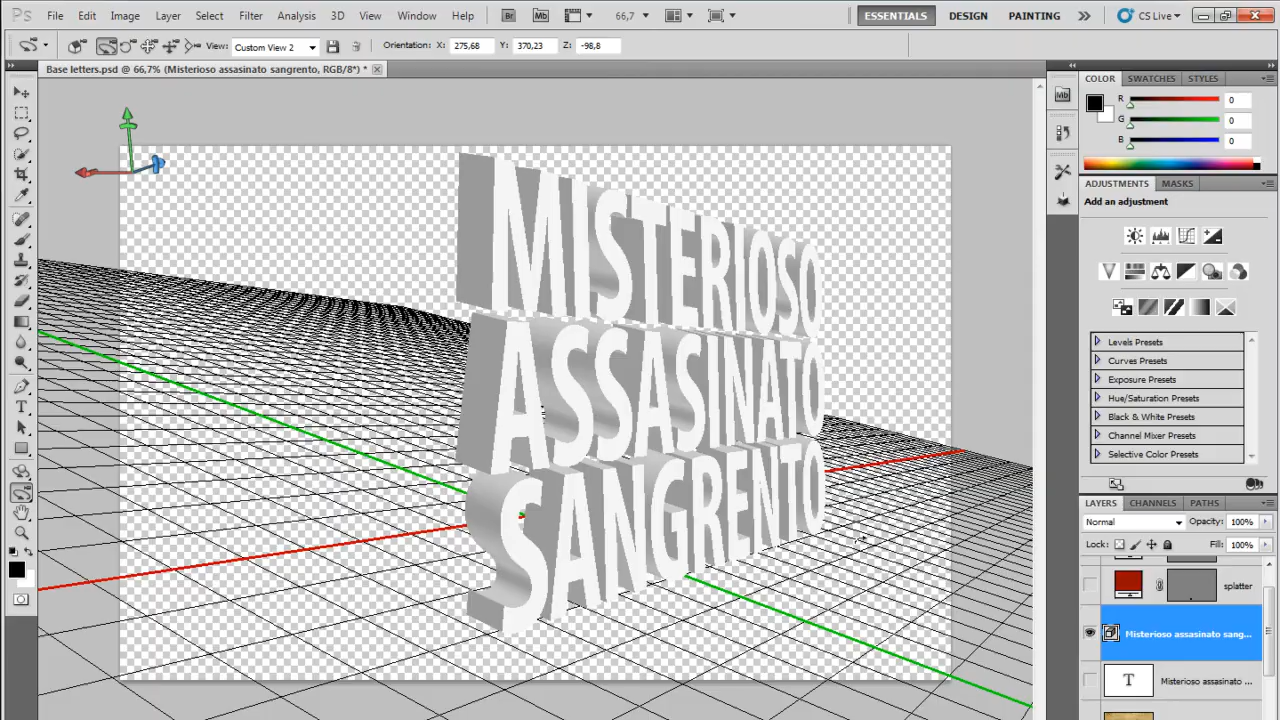 Ps File Edit Image Layer Select Filter Analysis 3D View Window Help Br Mb 66,7 ESSENTIALS DESIGN PAINTING CS Live
View: Custom View 2 Orientation: X: 275,68 Y: 370,23 Z: -98,8
Base letters.psd @ 66,7% (Misterioso assasinato sangrento, RGB/8*) *
MISTERIOSO
ASSASINATO
SANGRENTO
Mb
COLOR SWATCHES STYLES
R 0
G 0
B 0
ADJUSTMENTS MASKS
Add an adjustment
Levels Presets
Curves Presets
Exposure Presets
Hue/Saturation Presets
Black & White Presets
Channel Mixer Presets
Selective Color Presets
LAYERS CHANNELS PATHS
Normal Opacity: 100%
Lock: Fill: 100%
splatter
Misterioso assasinato sang...
T Misterioso assasinato ...